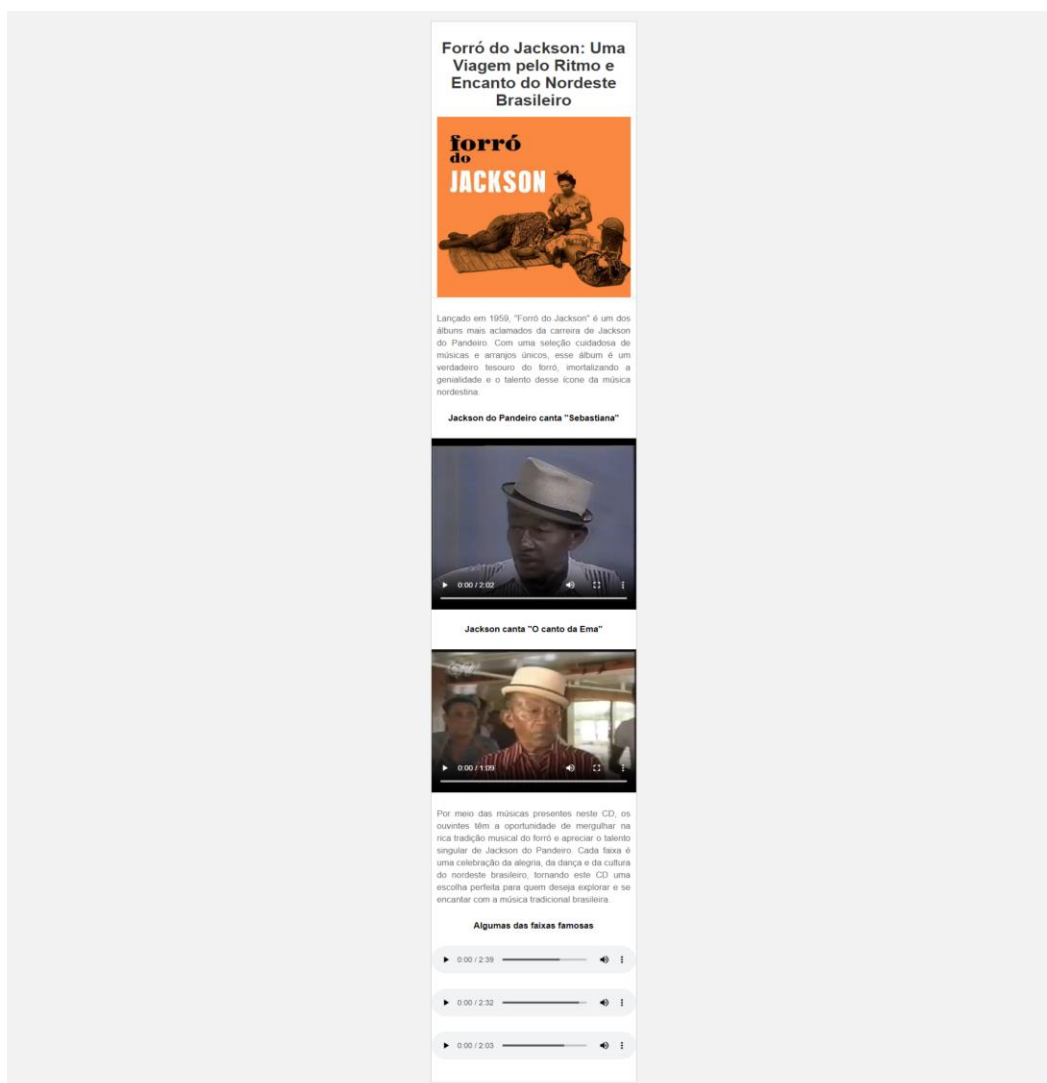 Forró do Jackson: Uma
Viagem pelo Ritmo e
Encanto do Nordeste
Brasileiro
forró
do
JACKSON
Lançado em 1959, "Forró do Jackson" é um dos
álbuns mais aclamados da carreira de Jackson
do Pandeiro. Com uma seleção cuidadosa de
músicas e arranjos únicos, esse álbum é um
verdadeiro tesouro do forró, imortalizando a
genialidade e o talento desse ícone da música
nordestina.
Jackson do Pandeiro canta "Sebastiana"
0:00 / 2:02
Jackson canta "O canto da Ema"
0:00 / 1:09
Por meio das músicas presentes neste CD, os
ouvintes têm a oportunidade de mergulhar na
rica tradição musical do forró e apreciar o talento
singular de Jackson do Pandeiro. Cada faixa é
uma celebração da alegria, da dança e da cultura
do nordeste brasileiro, tornando este CD uma
escolha perfeita para quem deseja explorar e se
encantar com a música tradicional brasileira.
Algumas das faixas famosas
0:00 / 2:39
0:00 / 2:32
0:00 / 2:03